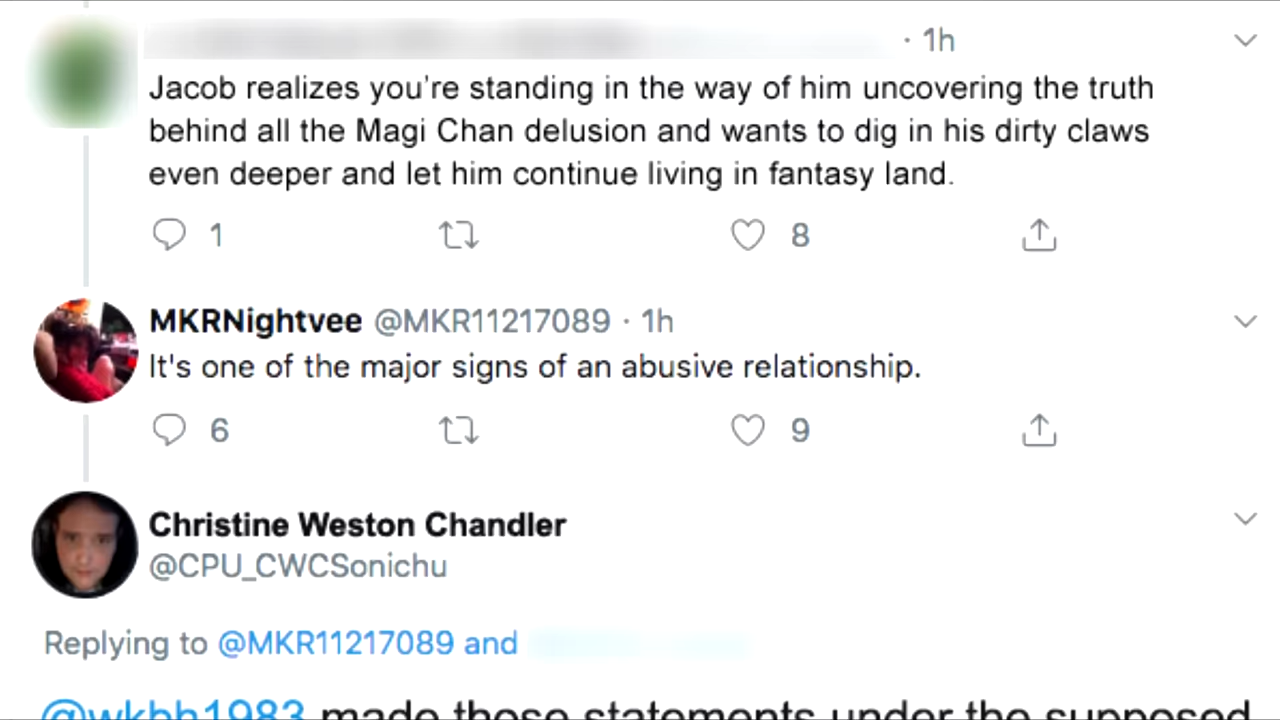 · 1h
Jacob realizes you're standing in the way of him uncovering the truth
behind all the Magi Chan delusion and wants to dig in his dirty claws
even deeper and let him continue living in fantasy land.
1 8
MKRNightvee @MKR11217089 · 1h
It's one of the major signs of an abusive relationship.
6 9
Christine Weston Chandler
@CPU_CWCSonichu
Replying to @MKR11217089 and
@wkbh1983 made those statements under the supposed